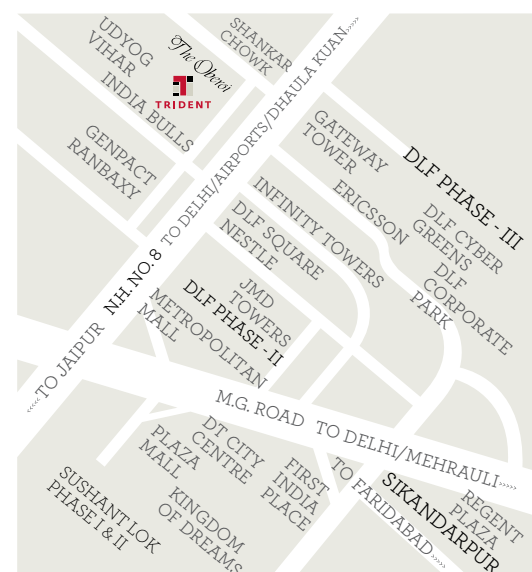 UDYOG
VIHAR
The Oberoi
TRIDENT
SHANKAR
CHOWK
INDIA BULLS
GENPACT
RANBAXY
‹‹‹‹‹TO JAIPUR N.H. NO. 8 TO DELHI/AIRPORTS/DHAULA KUAN›››››
GATEWAY
TOWER
DLF PHASE - III
ERICSSON
DLF CYBER
GREENS
DLF
CORPORATE
PARK
INFINITY TOWERS
DLF SQUARE
NESTLE
JMD
TOWERS
DLF PHASE - II
METROPOLITAN
MALL
M.G. ROAD TO DELHI/MEHRAULI›››››
PLAZA
MALL
DT CITY
CENTRE
FIRST
INDIA
PLACE
TO FARIDABAD›››››
SIKANDARPUR
REGENT
PLAZA
SUSHANT LOK
PHASE I & II
KINGDOM
OF DREAMS